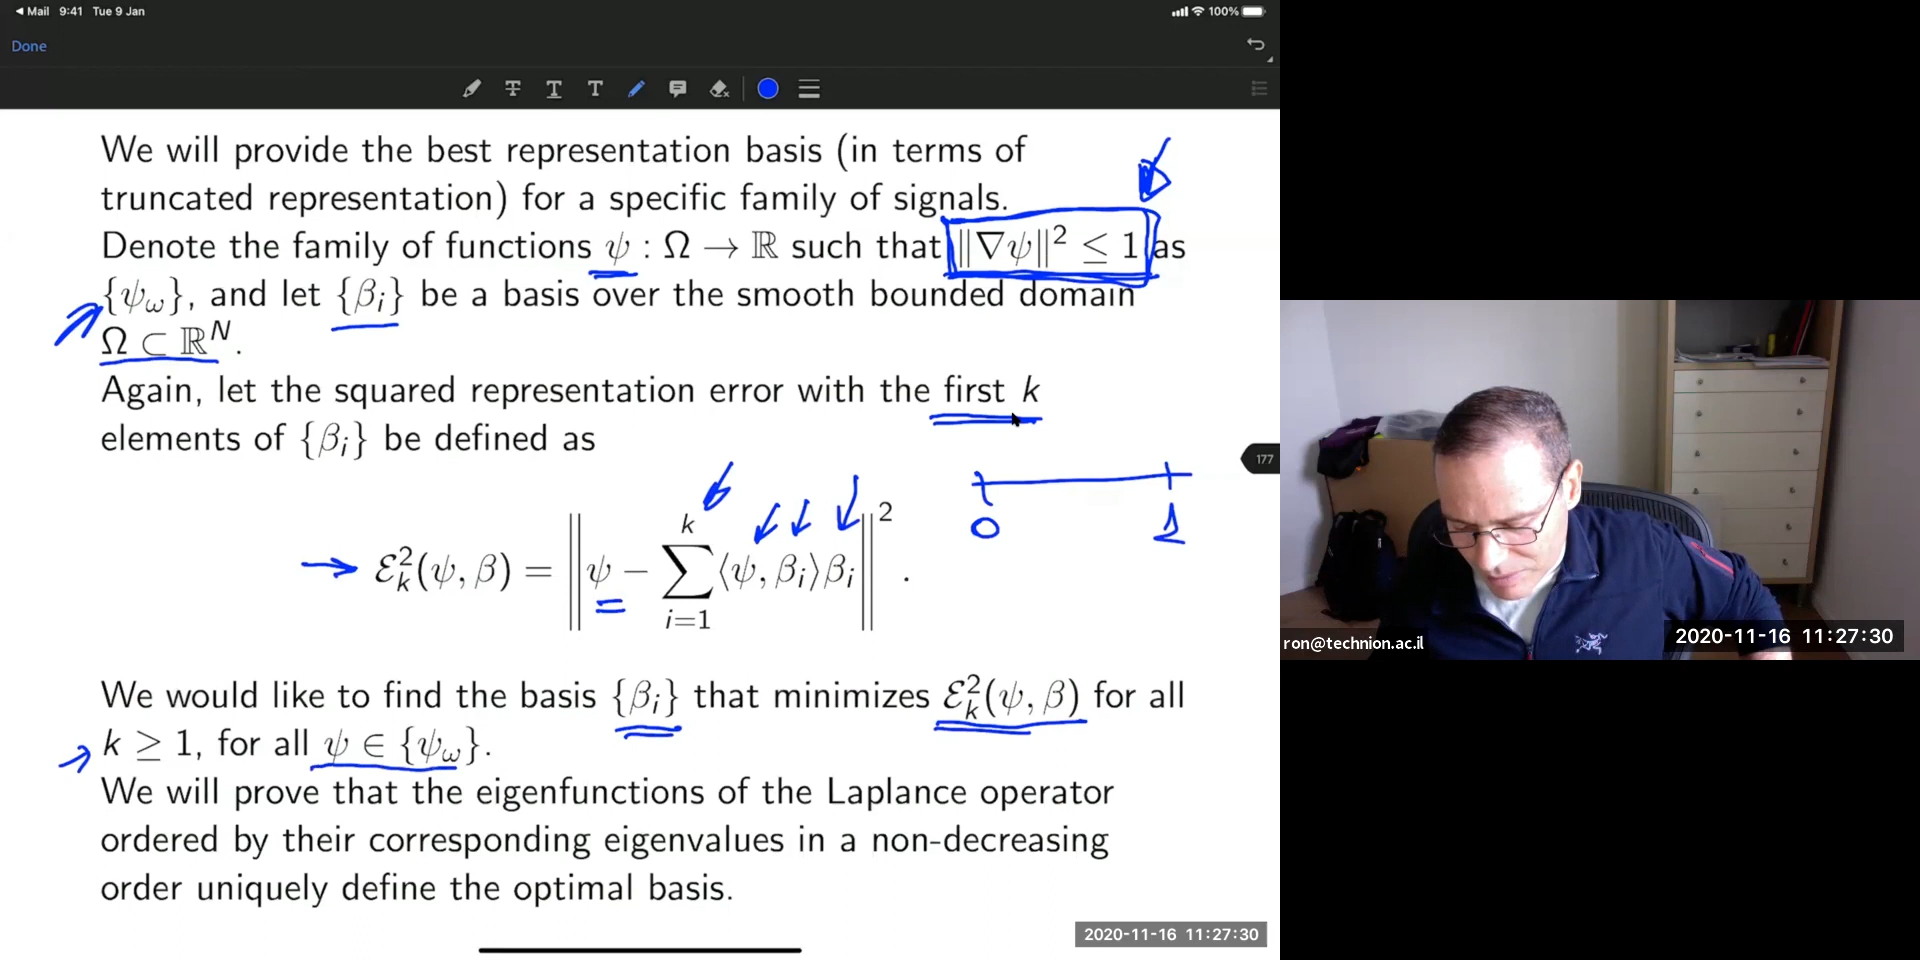 Mail 9:41 Tue 9 Jan 100%
Done
We will provide the best representation basis (in terms of
truncated representation) for a specific family of signals.
Denote the family of functions ψ : Ω → ℝ such that ‖∇ψ‖² ≤ 1 as
{ψ_ω}, and let {β_i} be a basis over the smooth bounded domain
Ω ⊂ ℝ^N.
Again, let the squared representation error with the first k
elements of {β_i} be defined as
177
ℰ_k²(ψ, β) = ‖ψ − ∑_{i=1}^{k} ⟨ψ, β_i⟩β_i‖² .
0 1
We would like to find the basis {β_i} that minimizes ℰ_k²(ψ, β) for all
k ≥ 1, for all ψ ∈ {ψ_ω}.
We will prove that the eigenfunctions of the Laplance operator
ordered by their corresponding eigenvalues in a non-decreasing
order uniquely define the optimal basis.
2020-11-16 11:27:30
ron@technion.ac.il
2020-11-16 11:27:30